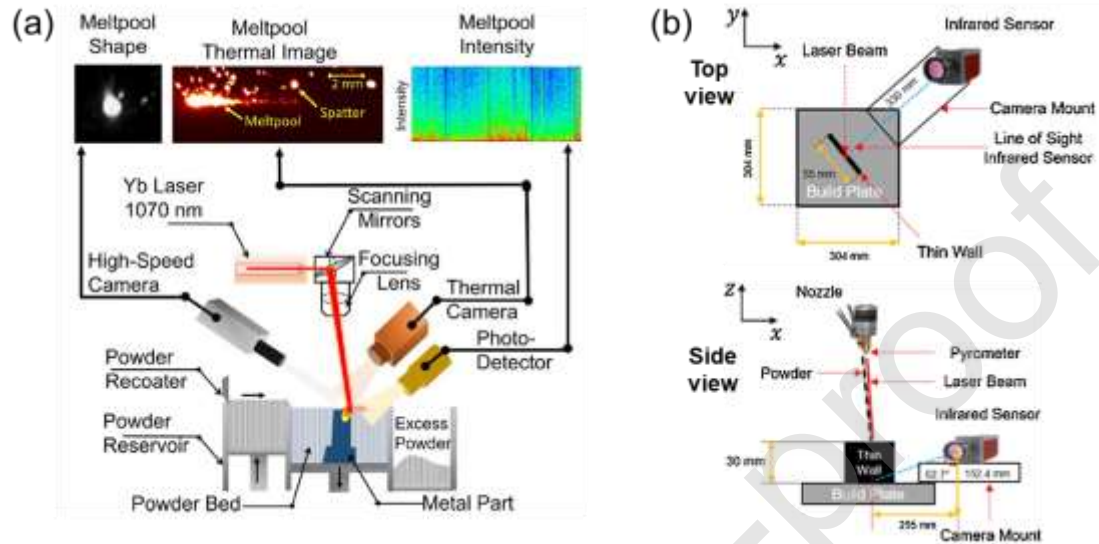 (a)
Meltpool
Shape
Meltpool
Thermal Image
Meltpool
Intensity
2 mm
Spatter
Meltpool
Intensity
Yb Laser
1070 nm
Scanning
Mirrors
High-Speed
Camera
Focusing
Lens
Thermal
Camera
Photo-
Detector
Powder
Recoater
Powder
Reservoir
Excess
Powder
Powder Bed
Metal Part
(b)
y
x
Top
view
Laser Beam
Infrared Sensor
330 mm
Camera Mount
Line of Sight
Infrared Sensor
304 mm
55 mm
Build Plate
304 mm
Thin Wall
z
x
Nozzle
Side
view
Pyrometer
Powder
Laser Beam
Infrared Sensor
30 mm
Thin
Wall
152.4 mm
Build Plate
Camera Mount
proof